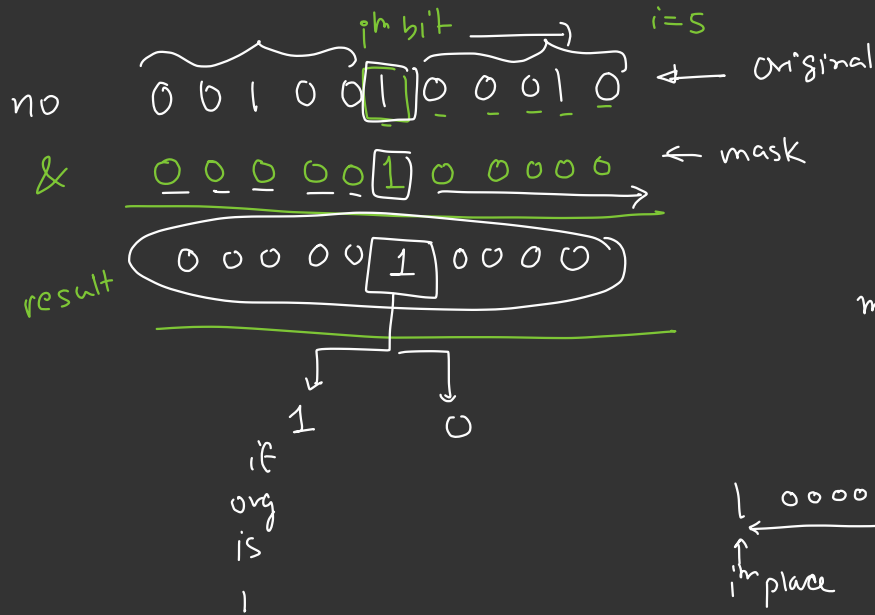 ith bit i=5
no 0 0 1 0 0 1 0 0 0 1 0 ← original
& 0 0 0 0 0 1 0 0 0 0 0 ← mask
result 0 0 0 0 0 1 0 0 0 0
m
1 0
if
org
is
1
1 0 0 0 0
ith place